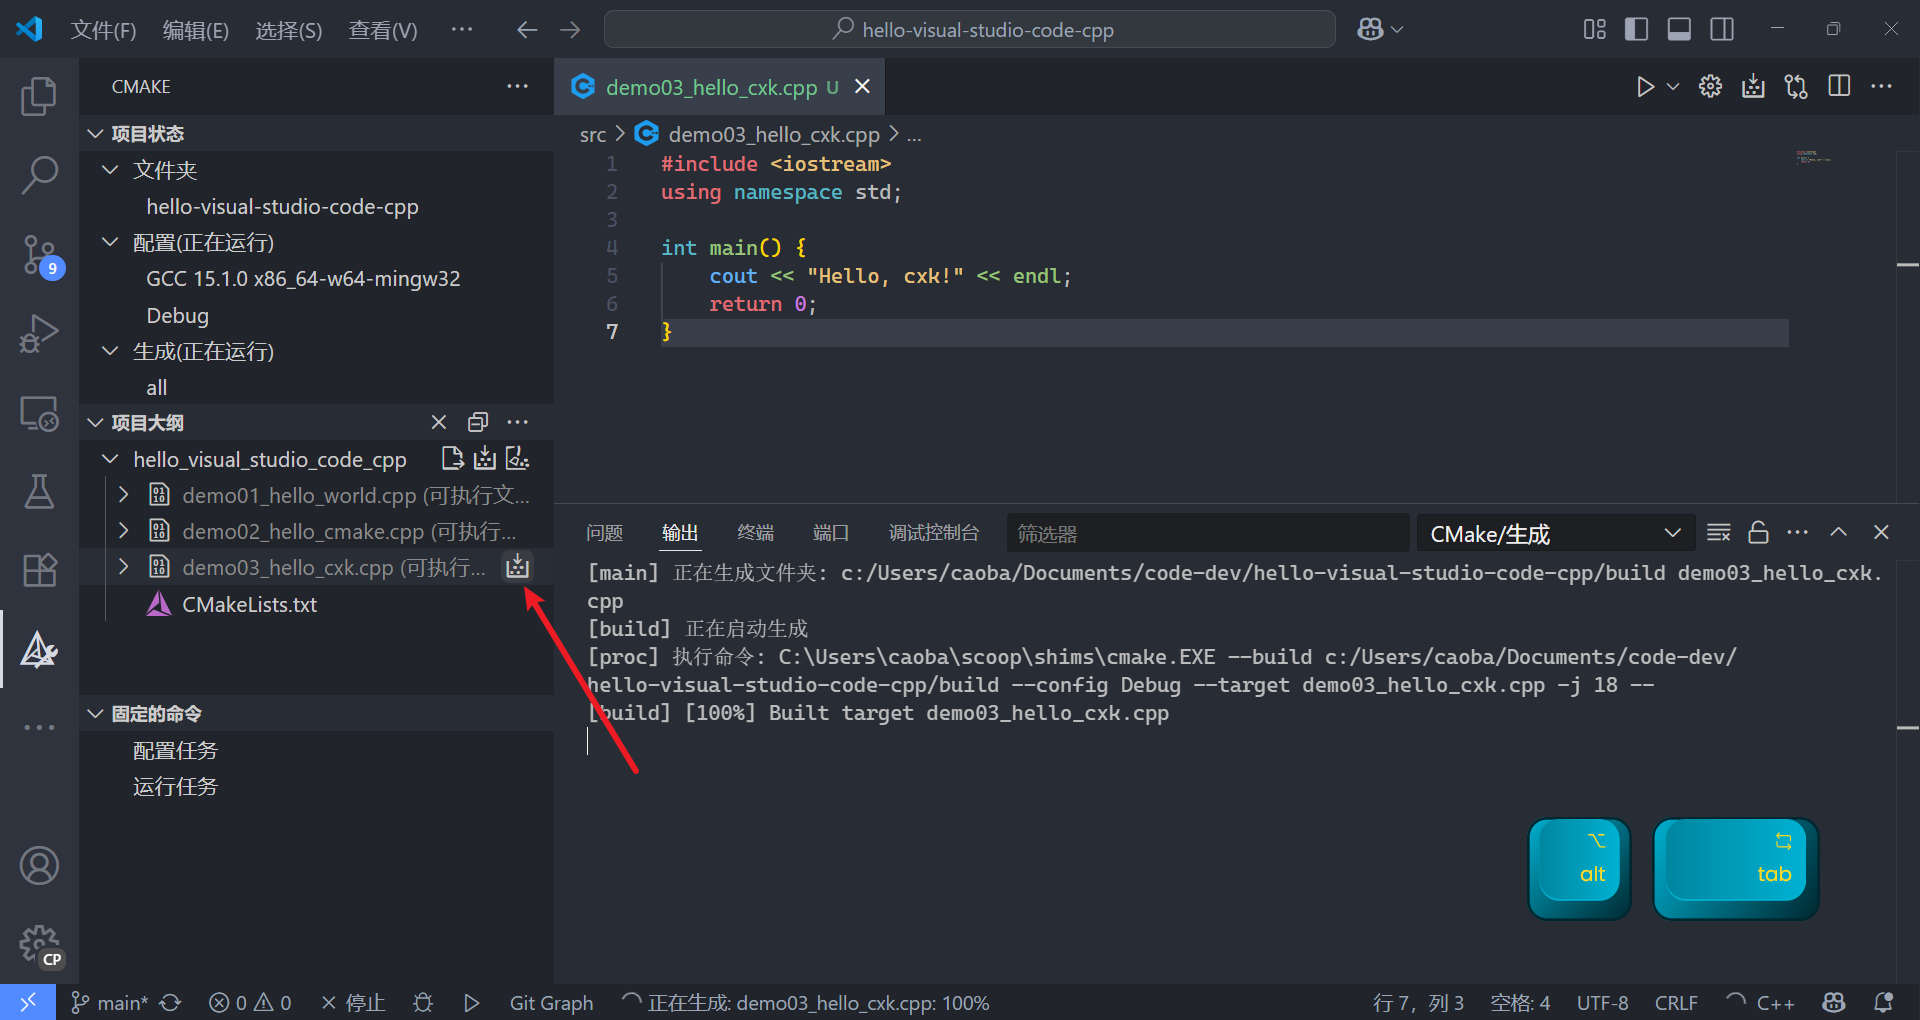 文件(F) 编辑(E) 选择(S) 查看(V) ··· hello-visual-studio-code-cpp
CMAKE
项目状态
文件夹
hello-visual-studio-code-cpp
配置(正在运行)
GCC 15.1.0 x86_64-w64-mingw32
Debug
生成(正在运行)
all
项目大纲
hello_visual_studio_code_cpp
demo01_hello_world.cpp (可执行文...
demo02_hello_cmake.cpp (可执行...
demo03_hello_cxk.cpp (可执行...
CMakeLists.txt
固定的命令
配置任务
运行任务
9
CP
demo03_hello_cxk.cpp U
src > demo03_hello_cxk.cpp > ...
1 #include <iostream>
2 using namespace std;
3
4 int main() {
5 cout << "Hello, cxk!" << endl;
6 return 0;
7 }
问题 输出 终端 端口 调试控制台 筛选器 CMake/生成
[main] 正在生成文件夹: c:/Users/caoba/Documents/code-dev/hello-visual-studio-code-cpp/build demo03_hello_cxk.
cpp
[build] 正在启动生成
[proc] 执行命令: C:\Users\caoba\scoop\shims\cmake.EXE --build c:/Users/caoba/Documents/code-dev/
hello-visual-studio-code-cpp/build --config Debug --target demo03_hello_cxk.cpp -j 18 --
[build] [100%] Built target demo03_hello_cxk.cpp
alt tab
main* 0 0 停止 Git Graph 正在生成: demo03_hello_cxk.cpp: 100% 行 7，列 3 空格: 4 UTF-8 CRLF C++